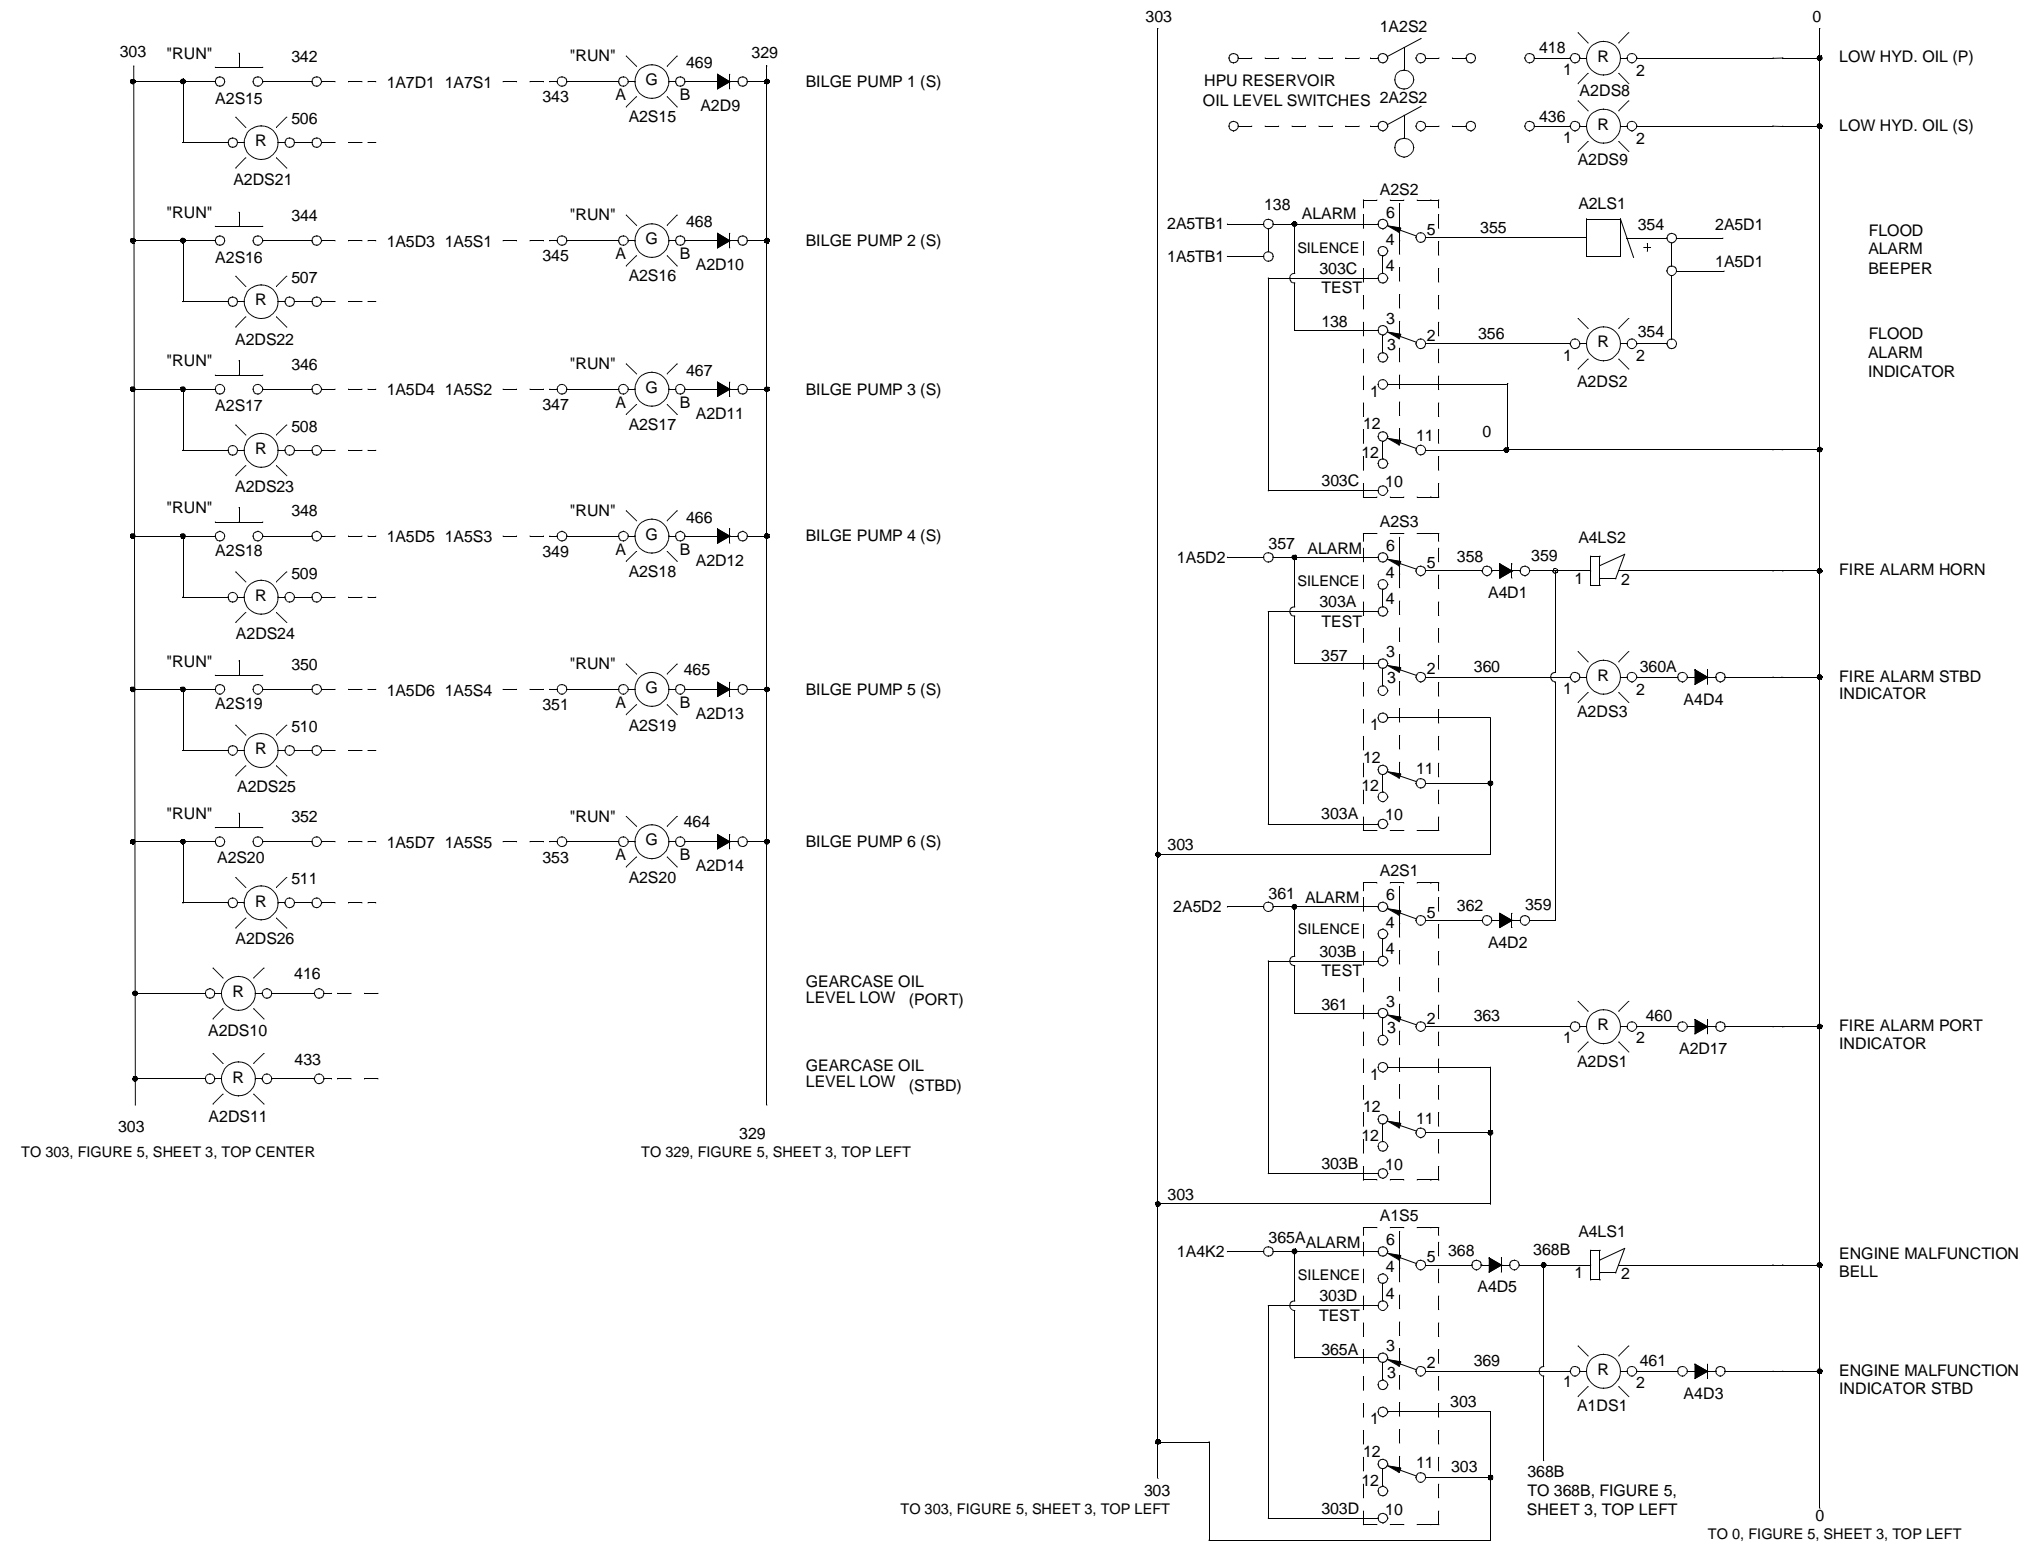 303
"RUN"
342
A2S15
1A7D1 1A7S1
"RUN"
343
A
G
B
469
A2S15
A2D9
329
BILGE PUMP 1 (S)
506
R
A2DS21
"RUN"
344
A2S16
1A5D3 1A5S1
"RUN"
345
A
G
B
468
A2S16
A2D10
BILGE PUMP 2 (S)
507
R
A2DS22
"RUN"
346
A2S17
1A5D4 1A5S2
"RUN"
347
A
G
B
467
A2S17
A2D11
BILGE PUMP 3 (S)
508
R
A2DS23
"RUN"
348
A2S18
1A5D5 1A5S3
"RUN"
349
A
G
B
466
A2S18
A2D12
BILGE PUMP 4 (S)
509
R
A2DS24
"RUN"
350
A2S19
1A5D6 1A5S4
"RUN"
351
A
G
B
465
A2S19
A2D13
BILGE PUMP 5 (S)
510
R
A2DS25
"RUN"
352
A2S20
1A5D7 1A5S5
"RUN"
353
A
G
B
464
A2S20
A2D14
BILGE PUMP 6 (S)
511
R
A2DS26
416
R
A2DS10
GEARCASE OIL
LEVEL LOW (PORT)
433
R
A2DS11
GEARCASE OIL
LEVEL LOW (STBD)
303
TO 303, FIGURE 5, SHEET 3, TOP CENTER
329
TO 329, FIGURE 5, SHEET 3, TOP LEFT
303
0
1A2S2
418
1
R
2
A2DS8
LOW HYD. OIL (P)
HPU RESERVOIR
OIL LEVEL SWITCHES
2A2S2
436
1
R
2
A2DS9
LOW HYD. OIL (S)
A2S2
2A5TB1
138
ALARM
6
5
4
355
A2LS1
354
+
2A5D1
FLOOD
ALARM
BEEPER
1A5TB1
SILENCE
4
303C
TEST
1A5D1
138
3
2
3
356
1
R
2
354
A2DS2
FLOOD
ALARM
INDICATOR
1
12
11
12
0
303C
10
A2S3
1A5D2
357
ALARM
6
5
4
358
A4D1
359
A4LS2
1
2
FIRE ALARM HORN
SILENCE
4
303A
TEST
357
3
2
3
360
1
R
2
A2DS3
360A
A4D4
FIRE ALARM STBD
INDICATOR
1
12
11
12
303A
10
303
A2S1
2A5D2
361
ALARM
6
5
4
362
A4D2
359
SILENCE
4
303B
TEST
361
3
2
3
363
1
R
2
A2DS1
460
A2D17
FIRE ALARM PORT
INDICATOR
1
12
11
12
303B
10
303
A1S5
1A4K2
365A
ALARM
6
5
4
368
A4D5
368B
A4LS1
1
2
ENGINE MALFUNCTION
BELL
SILENCE
4
303D
TEST
365A
3
2
3
369
1
R
2
A1DS1
461
A4D3
ENGINE MALFUNCTION
INDICATOR STBD
1
303
12
11
12
303
303D
10
303
TO 303, FIGURE 5, SHEET 3, TOP LEFT
368B
TO 368B, FIGURE 5,
SHEET 3, TOP LEFT
0
TO 0, FIGURE 5, SHEET 3, TOP LEFT